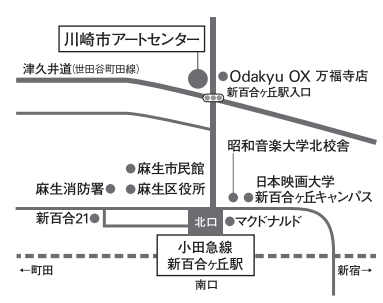 川崎市アートセンター
津久井道(世田谷町田線)
Odakyu OX 万福寺店
新百合ヶ丘駅入口
昭和音楽大学北校舎
麻生市民館
麻生消防署
麻生区役所
日本映画大学
新百合ヶ丘キャンパス
新百合21
北口
マクドナルド
小田急線
新百合ヶ丘駅
←町田
新宿→
南口